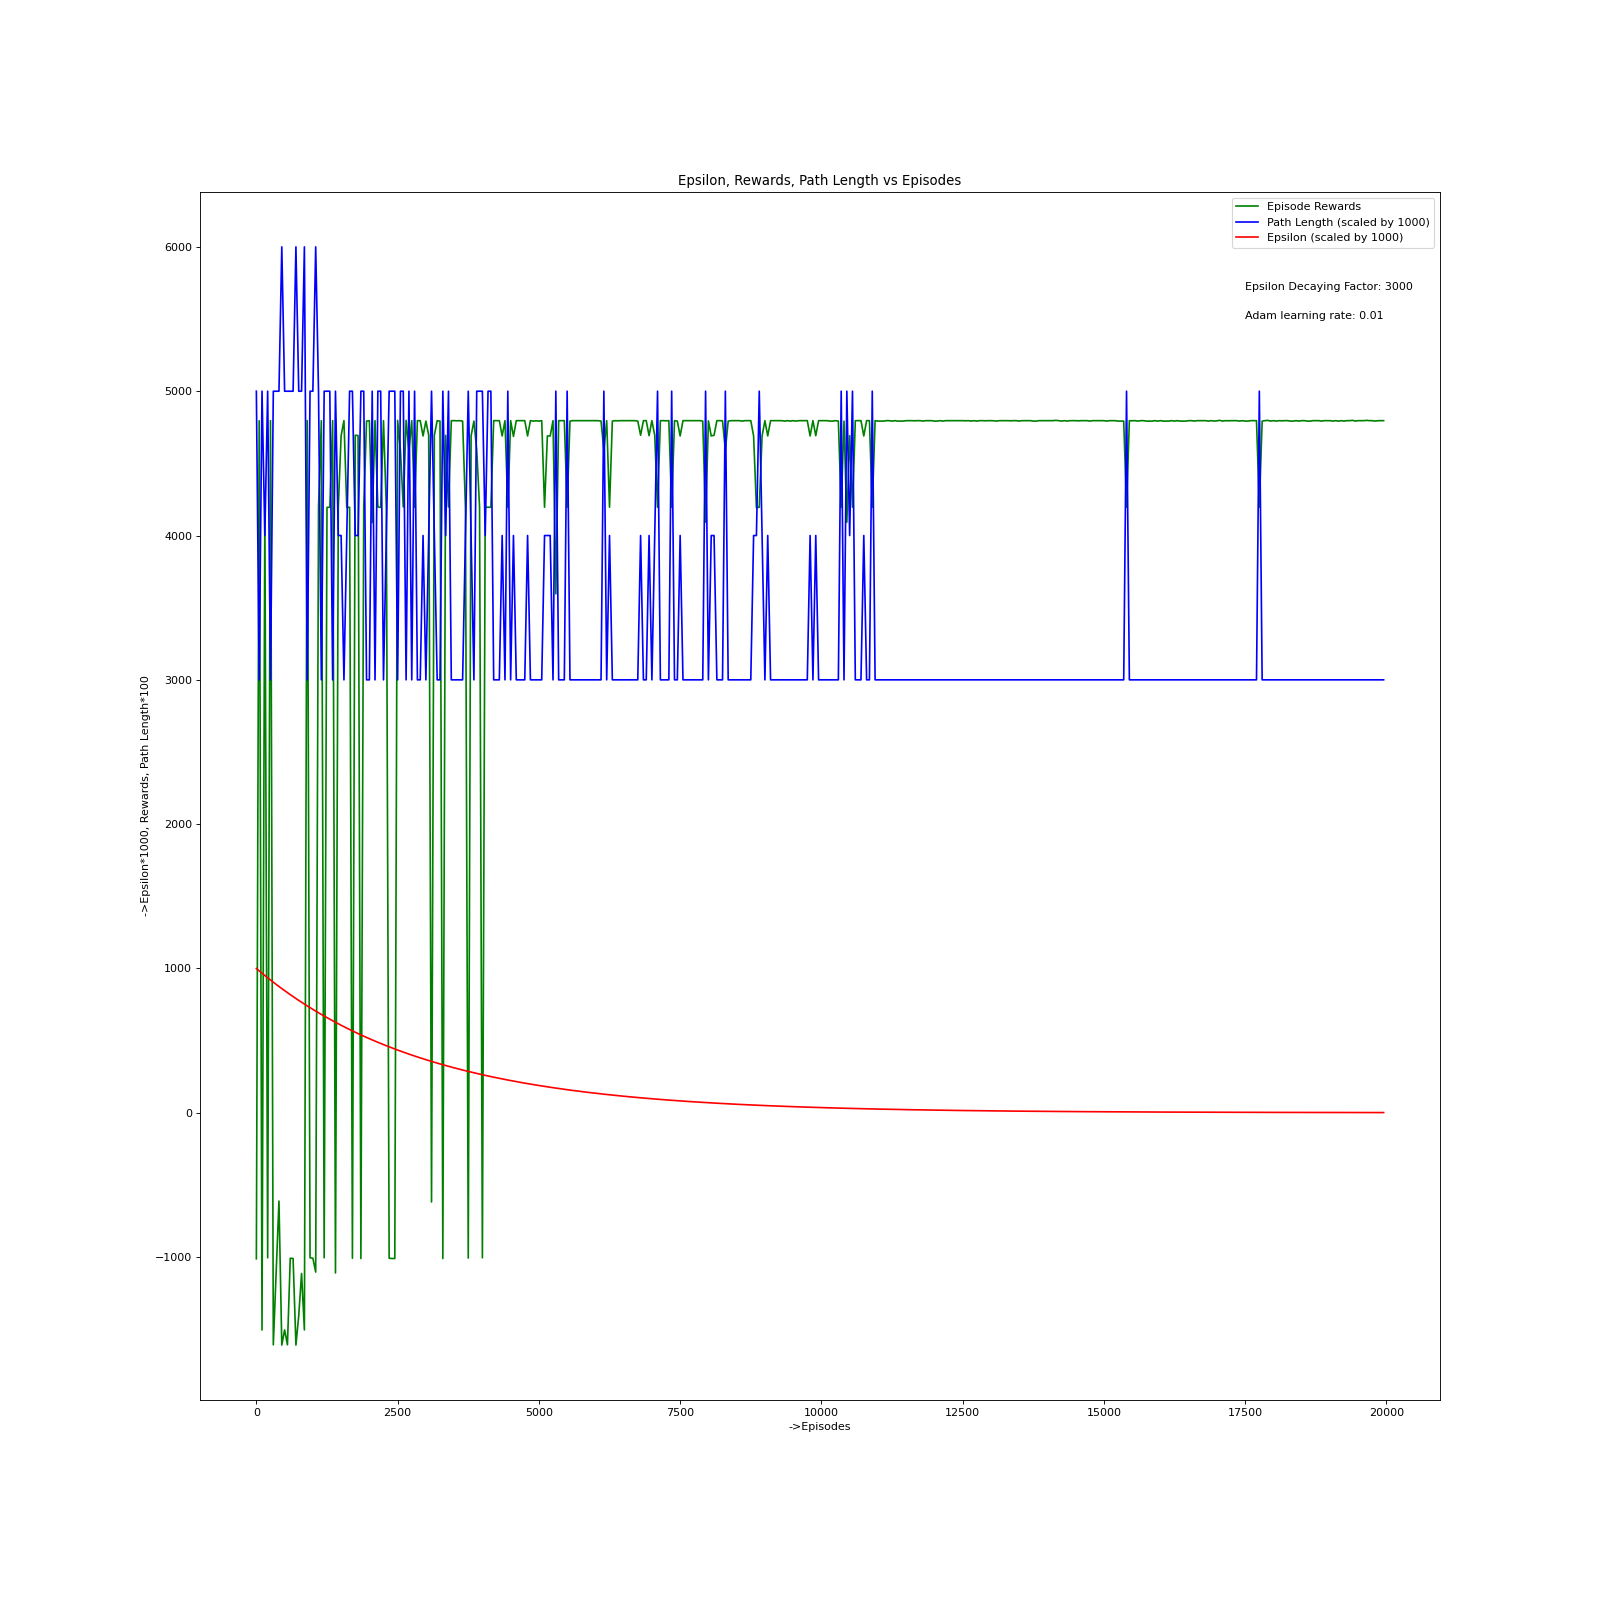 Epsilon, Rewards, Path Length vs Episodes
Episode Rewards
Path Length (scaled by 1000)
Epsilon (scaled by 1000)
Epsilon Decaying Factor: 3000
Adam learning rate: 0.01
6000
5000
4000
3000
2000
1000
0
−1000
->Epsilon*1000, Rewards, Path Length*100
0
2500
5000
7500
10000
12500
15000
17500
20000
->Episodes